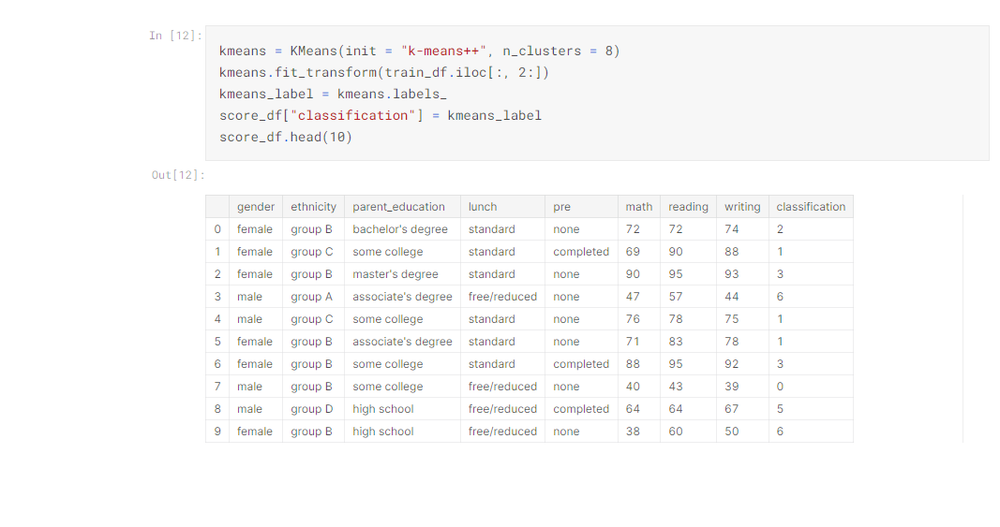 In [12]:
kmeans = KMeans(init = "k-means++", n_clusters = 8)
kmeans.fit_transform(train_df.iloc[:, 2:])
kmeans_label = kmeans.labels_
score_df["classification"] = kmeans_label
score_df.head(10)
Out[12]:
gender ethnicity parent_education lunch pre math reading writing classification
0 female group B bachelor's degree standard none 72 72 74 2
1 female group C some college standard completed 69 90 88 1
2 female group B master's degree standard none 90 95 93 3
3 male group A associate's degree free/reduced none 47 57 44 6
4 male group C some college standard none 76 78 75 1
5 female group B associate's degree standard none 71 83 78 1
6 female group B some college standard completed 88 95 92 3
7 male group B some college free/reduced none 40 43 39 0
8 male group D high school free/reduced completed 64 64 67 5
9 female group B high school free/reduced none 38 60 50 6